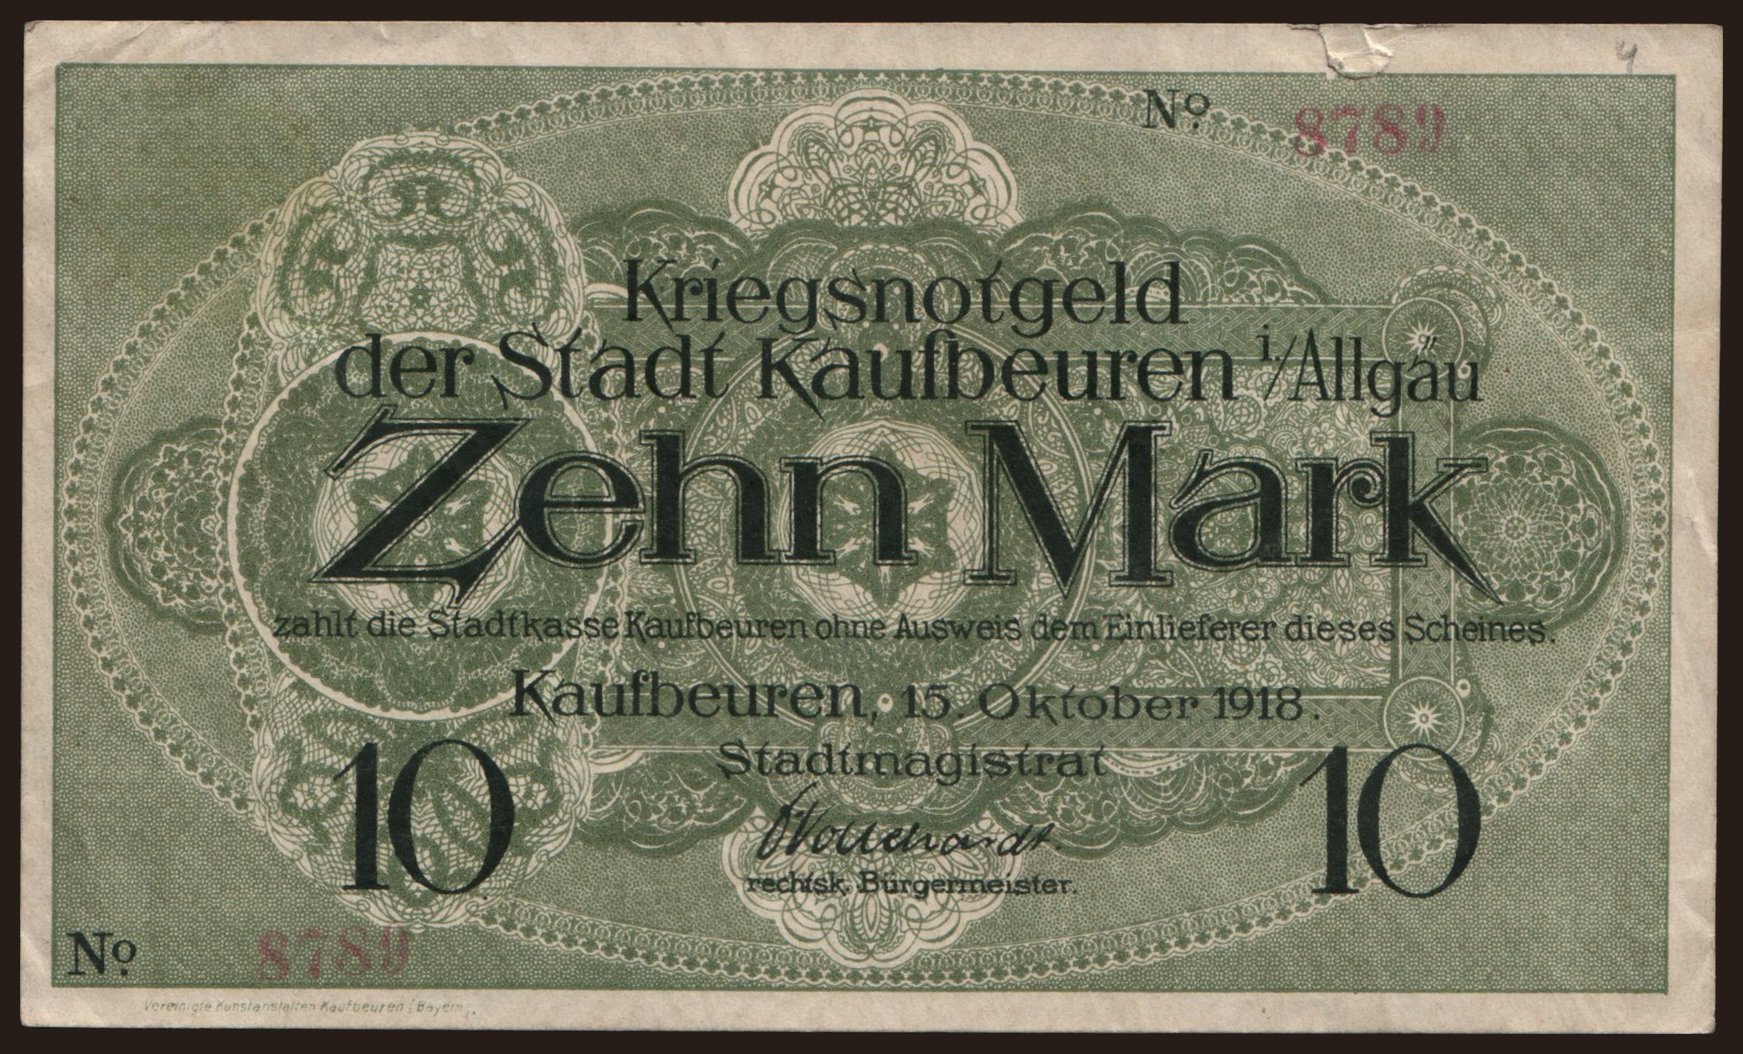 4
No 8789
Kriegsnotgeld
der Stadt Kaufbeuren i./Allgäu
Zehn Mark
zahlt die Stadtkasse Kaufbeuren ohne Ausweis dem Einlieferer dieses Scheines.
Kaufbeuren, 15. Oktober 1918.
Stadtmagistrat
10 10
rechtsk. Bürgermeister.
No 8789
Vereinigte Kunstanstalten Kaufbeuren (Bayern).